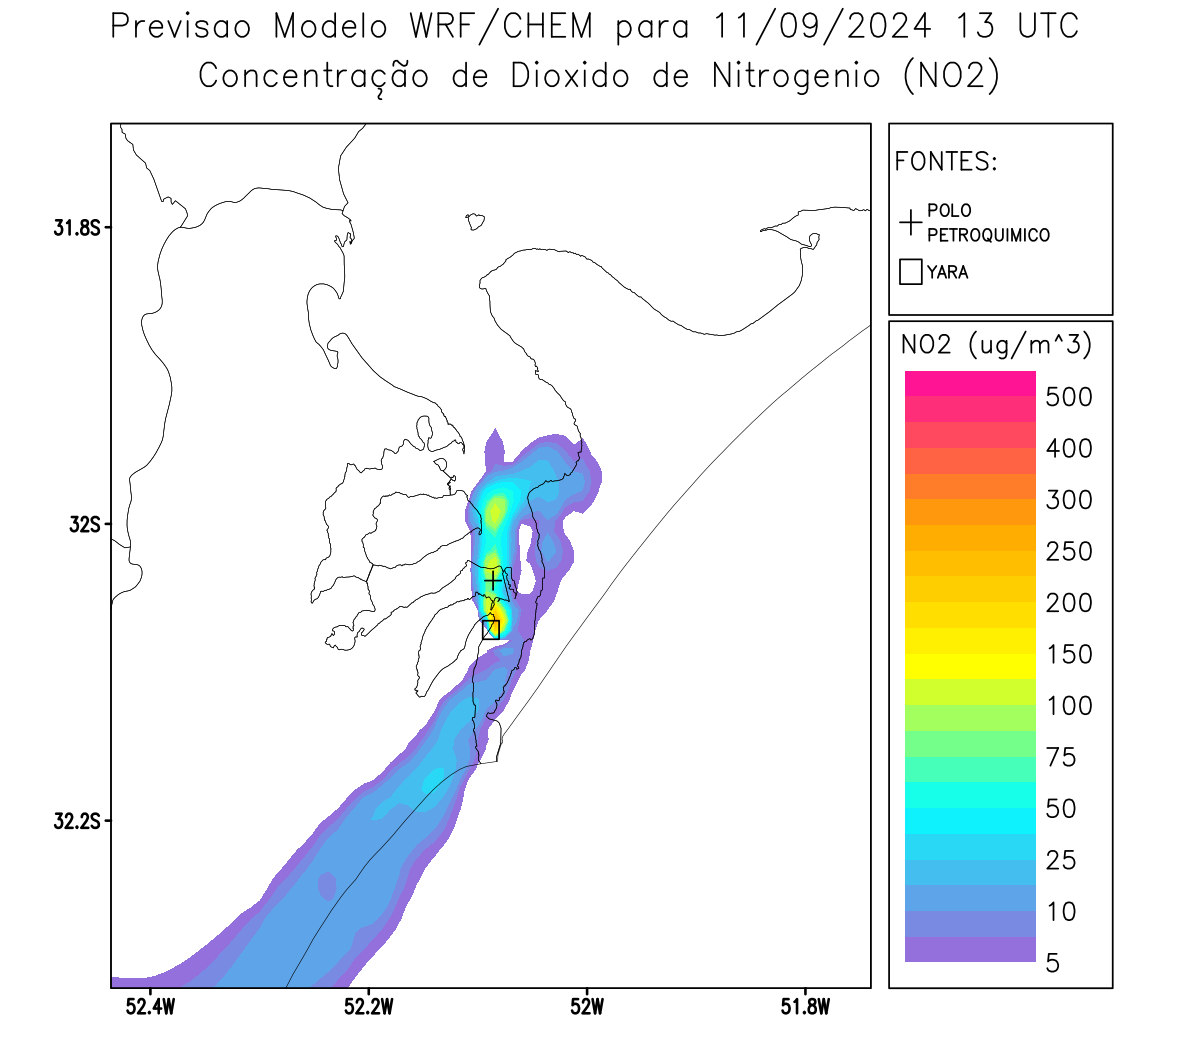 Previsao Modelo WRF/CHEM para 11/09/2024 13 UTC
Concentração de Dioxido de Nitrogenio (NO2)
FONTES:
POLO
PETROQUIMICO
YARA
NO2 (ug/m^3)
500
400
300
250
200
150
100
75
50
25
10
5
31.8S
32S
32.2S
52.4W
52.2W
52W
51.8W